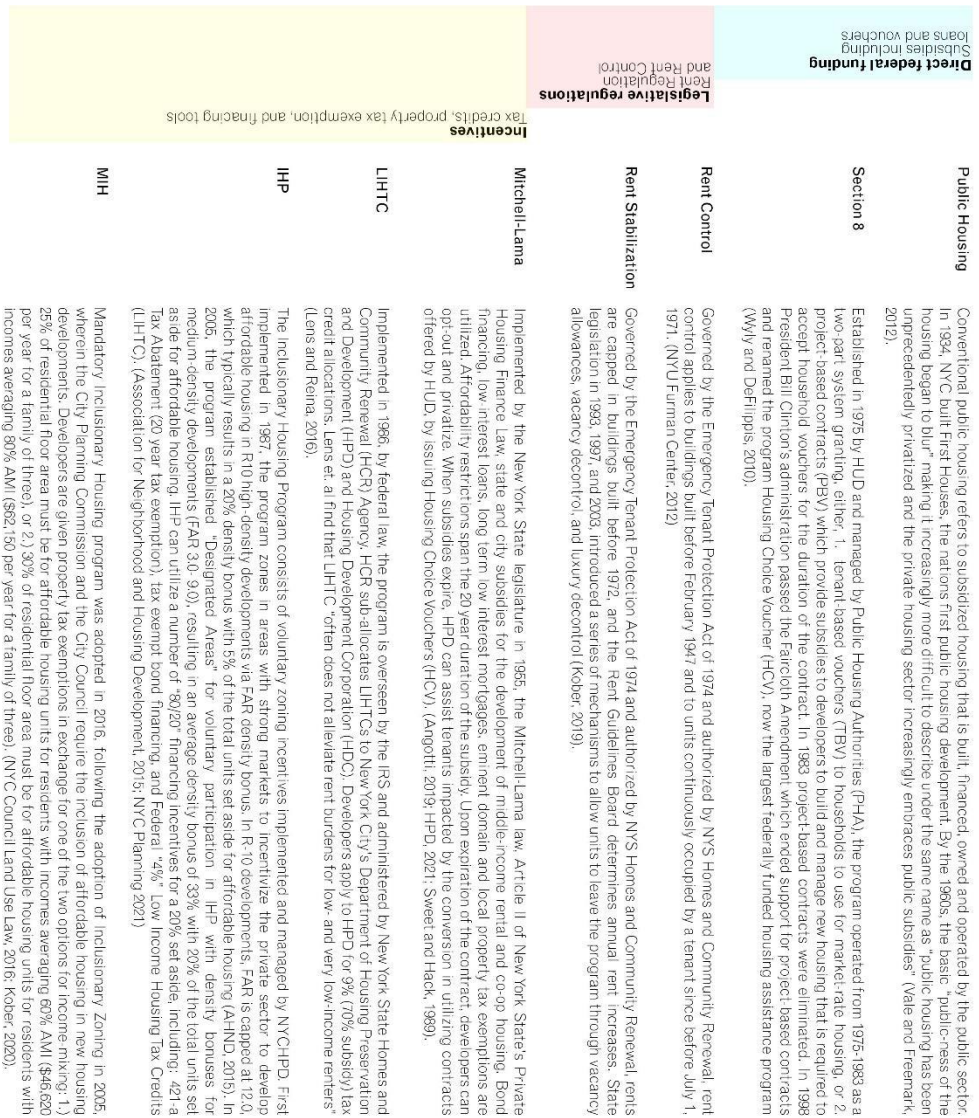 Direct federal funding
Subsidies including
loans and vouchers
Public Housing
Conventional public housing refers to subsidized housing that is built, financed, owned and operated by the public sector.
In 1934, NYC built First Houses, the nations first public housing development. By the 1960s, the basic "public-ness of the
housing began to blur" making it increasingly more difficult to describe under the same name as "public housing has been
unprecedentedly privatized and the private housing sector increasingly embraces public subsidies" (Vale and Freemark,
2012).
Section 8
Established in 1975 by HUD and managed by Public Housing Authorities (PHA), the program operated from 1975-1983 as a
two-part system granting, either, 1. tenant-based vouchers (TBV) to households to use for market-rate housing, or 2.
project-based contracts (PBV) which provide subsidies to developers to build and manage new housing that is required to
accept household vouchers for the duration of the contract. In 1983 project-based contracts were eliminated. In 1998
President Bill Clinton's administration passed the Faircloth Amendment which ended support for project-based contracts
and renamed the program Housing Choice Voucher (HCV), now the largest federally funded housing assistance program
(Wyly and DeFilippis, 2010).
Legislative regulations
Rent Regulation
and Rent Control
Rent Control
Governed by the Emergency Tenant Protection Act of 1974 and authorized by NYS Homes and Community Renewal, rent
control applies to buildings built before February 1947 and to units continuously occupied by a tenant since before July 1,
1971. (NYU Furman Center, 2012)
Rent Stabilization
Governed by the Emergency Tenant Protection Act of 1974 and authorized by NYS Homes and Community Renewal, rents
are capped in buildings built before 1972, and the Rent Guidelines Board determines annual rent increases. State
legislation in 1993, 1997, and 2003, introduced a series of mechanisms to allow units to leave the program through vacancy
allowances, vacancy decontrol, and luxury decontrol (Kober, 2019).
Incentives
Tax credits, property tax exemption, and finacing tools
Mitchell-Lama
Implemented by the New York State legislature in 1955, the Mitchell-Lama law, Article II of New York State's Private
Housing Finance Law, state and city subsidies for the development of middle-income rental and co-op housing. Bond
financing, low-interest loans, long term low interest mortgages, eminent domain and local property tax exemptions are
utilized. Affordability restrictions span the 20 year duration of the subsidy. Upon expiration of the contract, developers can
opt-out and privatize. When subsidies expire, HPD can assist tenants impacted by the conversion in utilizing contracts
offered by HUD, by issuing Housing Choice Vouchers (HCV). (Angotti, 2019; HPD, 2021; Sweet and Hack, 1989).
LIHTC
Implemented in 1986, by federal law, the program is overseen by the IRS and administered by New York State Homes and
Community Renewal (HCR) Agency. HCR sub-allocates LIHTCs to New York City's Department of Housing Preservation
and Development (HPD) and Housing Development Corporation (HDC). Developers apply to HPD for 9% (70% subsidy) tax
credit allocations. Lens et. al find that LIHTC "often does not alleviate rent burdens for low- and very low-income renters"
(Lens and Reina, 2016).
IHP
The Inclusionary Housing Program consists of voluntary zoning incentives implemented and managed by NYCHPD. First
implemented in 1987, the program zones in areas with strong markets to incentivize the private sector to develop
affordable housing in R10 high-density developments via FAR density bonus. In R-10 developments, FAR is capped at 12.0,
which typically results in a 20% density bonus with 5% of the total units set aside for affordable housing (AHND, 2015). In
2005, the program established "Designated Areas" for voluntary participation in IHP with density bonuses for
medium-density developments (FAR 3.0- 9.0), resulting in an average density bonus of 33% with 20% of the total units set
aside for affordable housing. IHP can utilize a number of "80/20" financing incentives for a 20% set aside, including: 421-a
Tax Abatement (20 year tax exemption), tax exempt bond financing, and Federal "4%" Low Income Housing Tax Credits
(LIHTC). (Association for Neighborhood and Housing Development, 2015; NYC Planning 2021)
MIH
Mandatory Inclusionary Housing program was adopted in 2016, following the adoption of Inclusionary Zoning in 2005,
wherein the City Planning Commission and the City Council require the inclusion of affordable housing in new housing
developments. Developers are given property tax exemptions in exchange for one of the two options for income-mixing: 1.)
25% of residential floor area must be for affordable housing units for residents with incomes averaging 60% AMI ($46,620
per year for a family of three), or 2.) 30% of residential floor area must be for affordable housing units for residents with
incomes averaging 80% AMI ($62,150 per year for a family of three). (NYC Council Land Use Law, 2016; Kober, 2020).